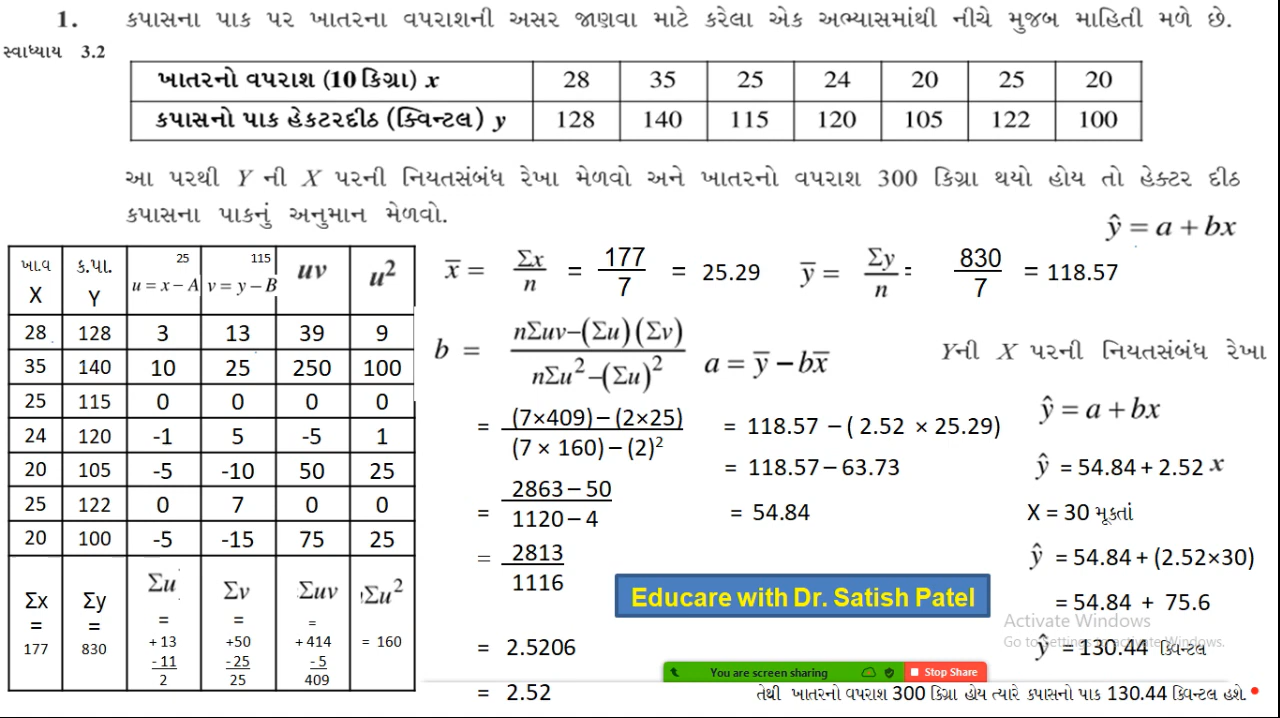 1. કપાસના પાક પર ખાતરના વપરાશની અસર જાણવા માટે કરેલા એક અભ્યાસમાંથી નીચે મુજબ માહિતી મળે છે.
સ્વાધ્યાય 3.2
ખાતરનો વપરાશ (10 કિગ્રા) x 28 35 25 24 20 25 20
કપાસનો પાક હેકટરદીઠ (ક્વિન્ટલ) y 128 140 115 120 105 122 100
આ પરથી Y ની X પરની નિયતસંબંધ રેખા મેળવો અને ખાતરનો વપરાશ 300 કિગ્રા થયો હોય તો હેક્ટર દીઠ
કપાસના પાકનું અનુમાન મેળવો.
ŷ = a + bx
ખા.વ X ક.પા. Y 25 u = x − A 115 v = y − B uv u²
28 128 3 13 39 9
35 140 10 25 250 100
25 115 0 0 0 0
24 120 -1 5 -5 1
20 105 -5 -10 50 25
25 122 0 7 0 0
20 100 -5 -15 75 25
Σx = 177 Σy = 830 Σu = +13 -11 2 Σv = +50 -25 25 Σuv = +414 -5 409 Σu² = 160
x̅ = Σx/n = 177/7 = 25.29 y̅ = Σy/n = 830/7 = 118.57
b = nΣuv−(Σu)(Σv) / nΣu²−(Σu)²
= (7×409) − (2×25) / (7 × 160) − (2)²
= 2863 − 50 / 1120 − 4
= 2813 / 1116
= 2.5206
= 2.52
a = y̅ − bx̅
= 118.57 − ( 2.52 × 25.29)
= 118.57 − 63.73
= 54.84
Yની X પરની નિયતસંબંધ રેખા
ŷ = a + bx
ŷ = 54.84 + 2.52 x
X = 30 મૂકતાં
ŷ = 54.84 + (2.52×30)
= 54.84 + 75.6
ŷ = 130.44 ક્વિન્ટલ
Educare with Dr. Satish Patel
Activate Windows
Go to Settings to activate Windows.
You are screen sharing Stop Share
તેથી ખાતરનો વપરાશ 300 કિગ્રા હોય ત્યારે કપાસનો પાક 130.44 ક્વિન્ટલ હશે.